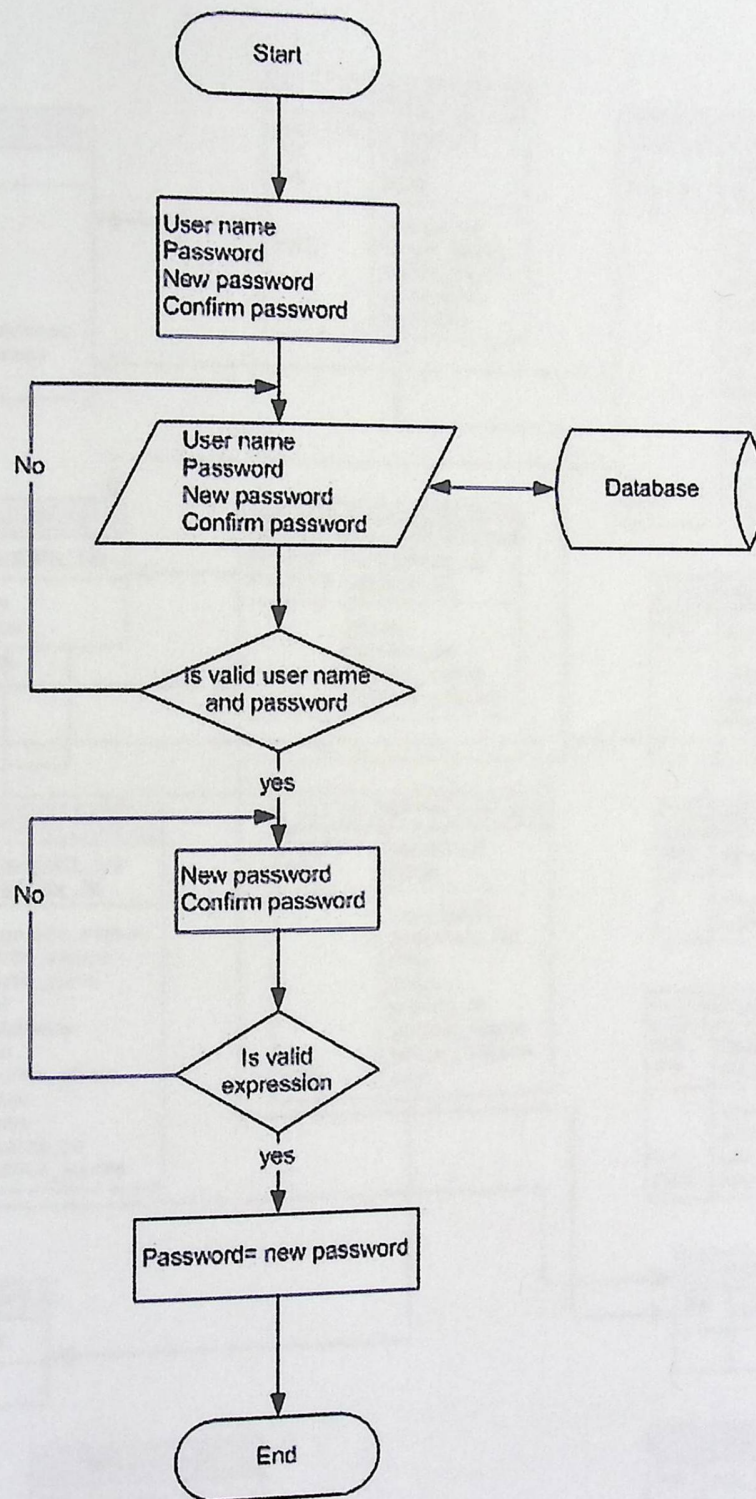 Start
User name
Password
New password
Confirm password
User name
Password
New password
Confirm password
Database
No
Is valid user name
and password
yes
New password
Confirm password
No
Is valid
expression
yes
Password= new password
End